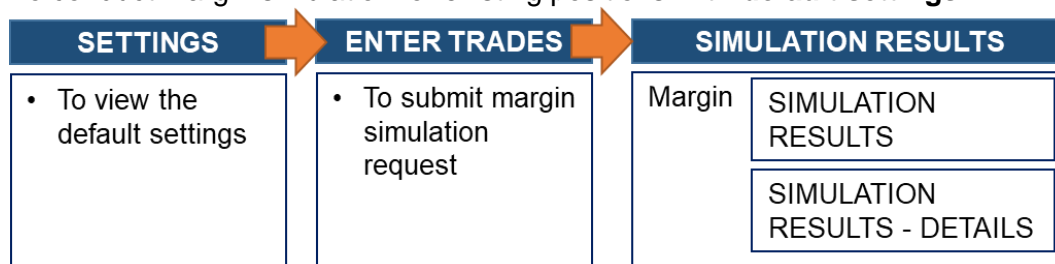 SETTINGS
ENTER TRADES
SIMULATION RESULTS
• To view the
default settings
• To submit margin
simulation
request
Margin
SIMULATION
RESULTS
SIMULATION
RESULTS - DETAILS